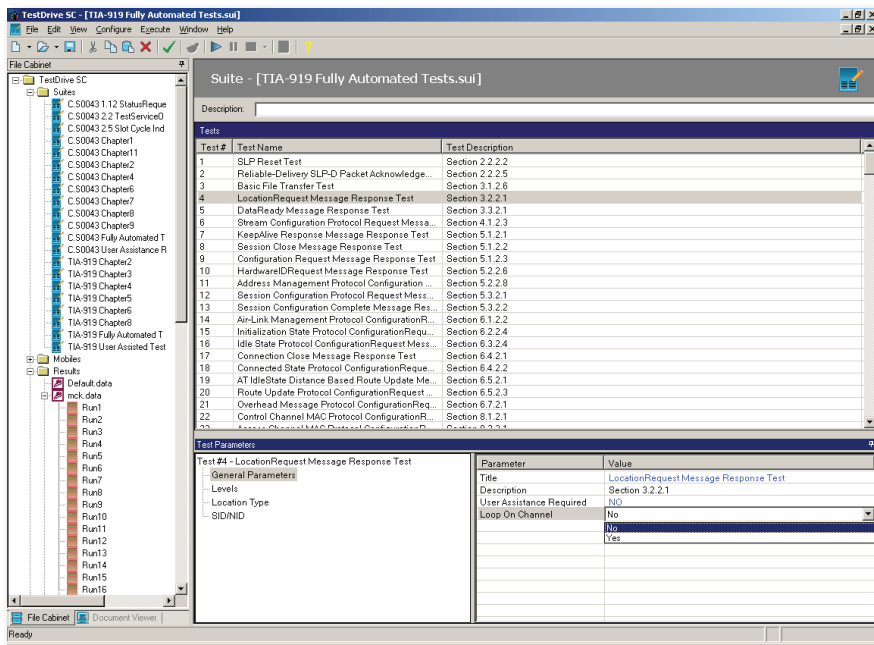 TestDrive SC - [TIA-919 Fully Automated Tests.sui]
File Edit View Configure Execute Window Help
File Cabinet
TestDrive SC
Suites
C.S0043 1.12 StatusReque
C.S0043 2.2 TestServiceO
C.S0043 2.5 Slot Cycle Ind
C.S0043 Chapter1
C.S0043 Chapter11
C.S0043 Chapter2
C.S0043 Chapter4
C.S0043 Chapter6
C.S0043 Chapter7
C.S0043 Chapter8
C.S0043 Chapter9
C.S0043 Fully Automated T
C.S0043 User Assistance R
TIA-919 Chapter2
TIA-919 Chapter3
TIA-919 Chapter4
TIA-919 Chapter5
TIA-919 Chapter6
TIA-919 Chapter8
TIA-919 Fully Automated T
TIA-919 User Assisted Test
Mobiles
Results
Default.data
mck.data
Run1
Run2
Run3
Run4
Run5
Run6
Run7
Run8
Run9
Run10
Run11
Run12
Run13
Run14
Run15
Run16
File Cabinet Document Viewer
Ready
Suite - [TIA-919 Fully Automated Tests.sui]
Description:
Tests
Test # Test Name Test Description
1 SLP Reset Test Section 2.2.2.2
2 Reliable-Delivery SLP-D Packet Acknowledge... Section 2.2.2.5
3 Basic File Transfer Test Section 3.1.2.6
4 LocationRequest Message Response Test Section 3.2.2.1
5 DataReady Message Response Test Section 3.3.2.1
6 Stream Configuration Protocol Request Messa... Section 4.1.2.3
7 KeepAlive Response Message Response Test Section 5.1.2.1
8 Session Close Message Response Test Section 5.1.2.2
9 Configuration Request Message Response Test Section 5.1.2.3
10 HardwareIDRequest Message Response Test Section 5.2.2.6
11 Address Management Protocol Configuration ... Section 5.2.2.8
12 Session Configuration Protocol Request Mess... Section 5.3.2.1
13 Session Configuration Complete Message Res... Section 5.3.2.2
14 Air-Link Management Protocol ConfigurationR... Section 6.1.2.2
15 Initialization State Protocol ConfigurationRequ... Section 6.2.2.4
16 Idle State Protocol ConfigurationRequest Mess... Section 6.3.2.4
17 Connection Close Message Response Test Section 6.4.2.1
18 Connected State Protocol ConfigurationReque... Section 6.4.2.2
19 AT IdleState Distance Based Route Update Me... Section 6.5.2.1
20 Route Update Protocol ConfigurationRequest ... Section 6.5.2.3
21 Overhead Message Protocol ConfigurationReq... Section 6.7.2.1
22 Control Channel MAC Protocol ConfigurationR... Section 8.1.2.1
Test Parameters
Test #4 - LocationRequest Message Response Test
General Parameters
Levels
Location Type
SID/NID
Parameter Value
Title LocationRequest Message Response Test
Description Section 3.2.2.1
User Assistance Required NO
Loop On Channel No
No
Yes